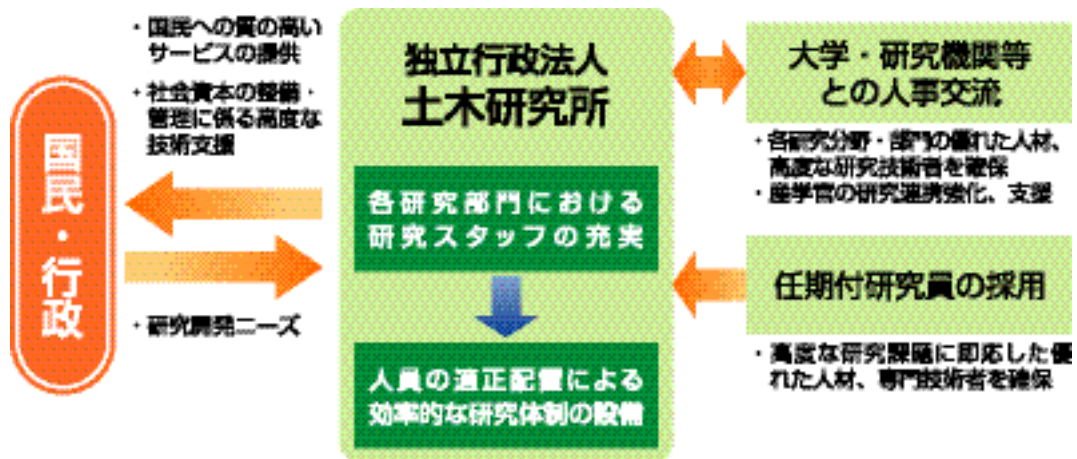 国民・行政
・国民への質の高い
サービスの提供
・社会資本の整備・
管理に係る高度な
技術支援
・研究開発ニーズ
独立行政法人
土木研究所
各研究部門における
研究スタッフの充実
人員の適正配置による
効率的な研究体制の設備
大学・研究機関等
との人事交流
・各研究分野・部門の優れた人材、
高度な研究技術者を確保
・産学官の研究連携強化、支援
任期付研究員の採用
・高度な研究課題に即応した優
れた人材、専門技術者を確保